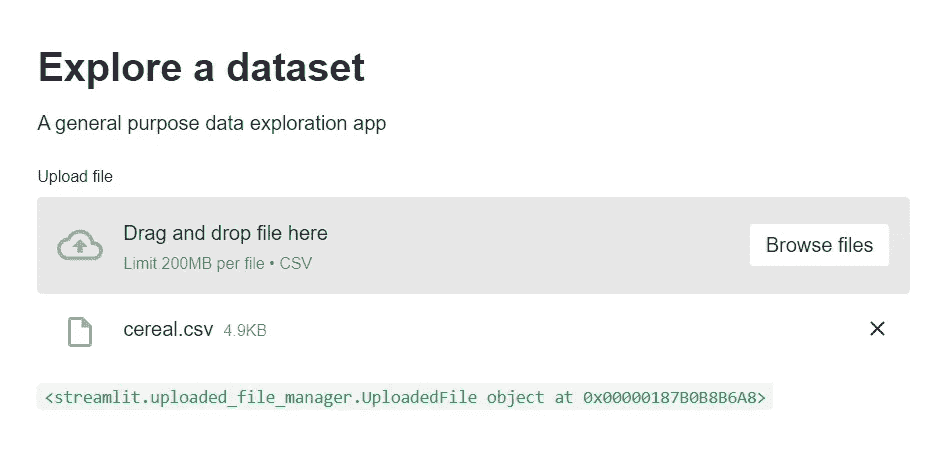 Explore a dataset
A general purpose data exploration app
Upload file
Drag and drop file here
Limit 200MB per file • CSV
Browse files
cereal.csv 4.9KB
<streamlit.uploaded_file_manager.UploadedFile object at 0x00000187B0B8B6A8>